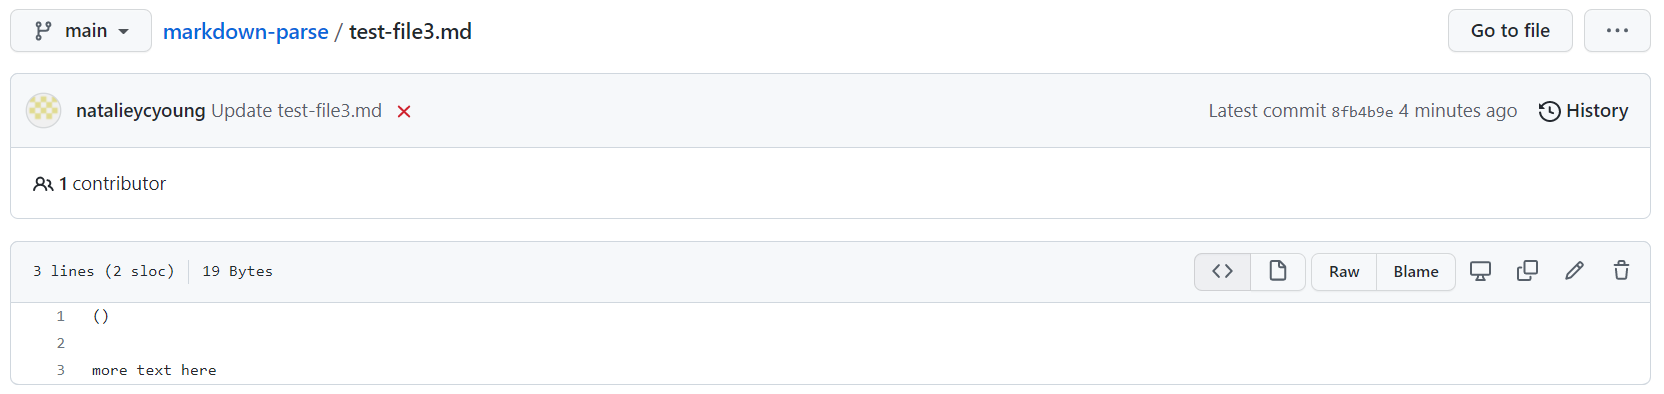 main markdown-parse / test-file3.md Go to file ...
natalieycyoung Update test-file3.md Latest commit 8fb4b9e 4 minutes ago History
1 contributor
3 lines (2 sloc) 19 Bytes <> Raw Blame
1 ()
2
3 more text here